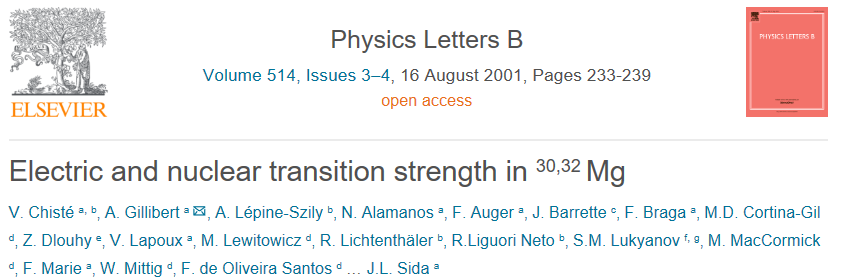 Physics Letters B
Volume 514, Issues 3–4, 16 August 2001, Pages 233-239
open access
ELSEVIER
PHYSICS LETTERS B
Electric and nuclear transition strength in 30,32 Mg
V. Chisté a, b, A. Gillibert a ✉, A. Lépine-Szily b, N. Alamanos a, F. Auger a, J. Barrette c, F. Braga a, M.D. Cortina-Gil
d, Z. Dlouhy e, V. Lapoux a, M. Lewitowicz d, R. Lichtenthäler b, R.Liguori Neto b, S.M. Lukyanov f, g, M. MacCormick
d, F. Marie a, W. Mittig d, F. de Oliveira Santos d … J.L. Sida a